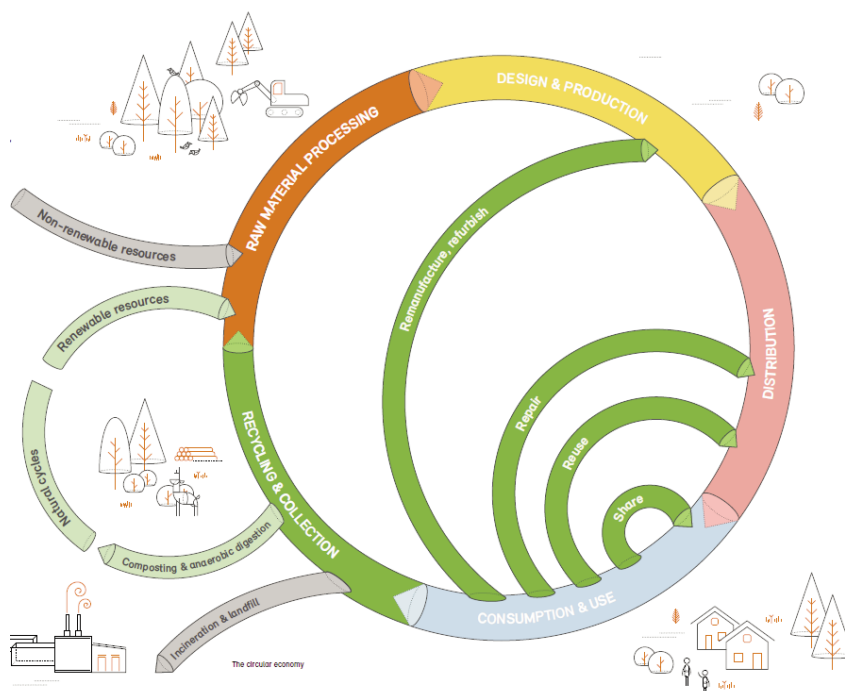 DESIGN & PRODUCTION
RAW MATERIAL PROCESSING
Remanufacture, refurbish
Non-renewable resources
Renewable resources
DISTRIBUTION
Repair
Reuse
Share
RECYCLING & COLLECTION
Natural cycles
Composting & anaerobic digestion
CONSUMPTION & USE
Incineration & landfill
The circular economy